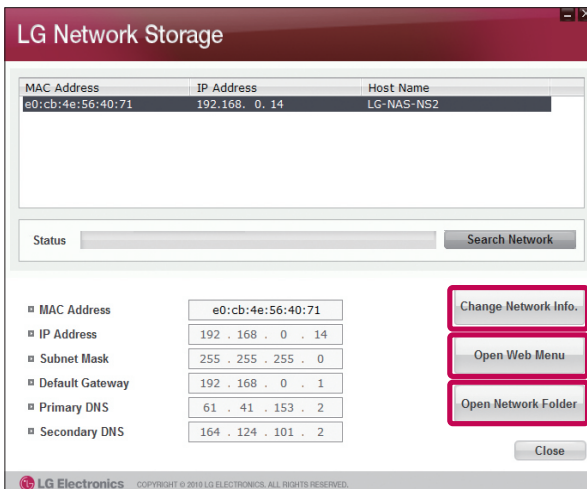 LG Network Storage
MAC Address IP Address Host Name
e0:cb:4e:56:40:71 192.168. 0. 14 LG-NAS-NS2
Status Search Network
MAC Address e0:cb:4e:56:40:71
IP Address 192 . 168 . 0 . 14
Subnet Mask 255 . 255 . 255 . 0
Default Gateway 192 . 168 . 0 . 1
Primary DNS 61 . 41 . 153 . 2
Secondary DNS 164 . 124 . 101 . 2
Change Network Info.
Open Web Menu
Open Network Folder
Close
LG Electronics COPYRIGHT © 2010 LG ELECTRONICS. ALL RIGHTS RESERVED.